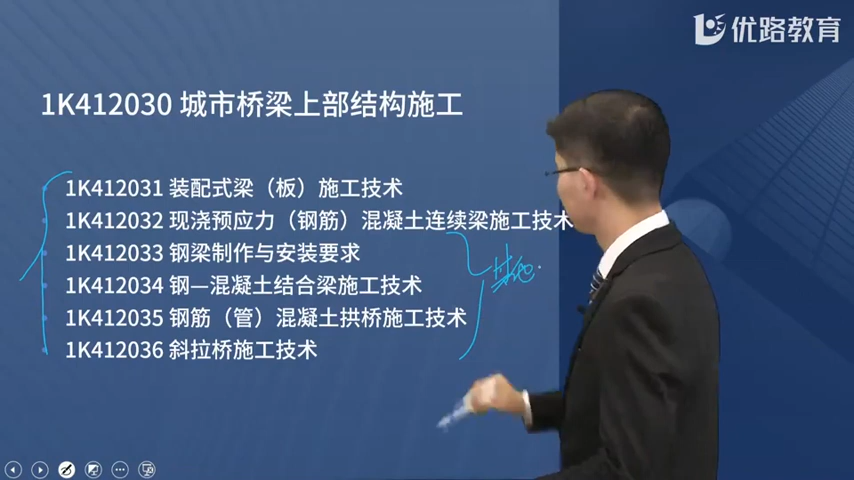 优路教育
1K412030 城市桥梁上部结构施工
1K412031 装配式梁（板）施工技术
1K412032 现浇预应力（钢筋）混凝土连续梁施工技术
1K412033 钢梁制作与安装要求
1K412034 钢—混凝土结合梁施工技术
1K412035 钢筋（管）混凝土拱桥施工技术
1K412036 斜拉桥施工技术